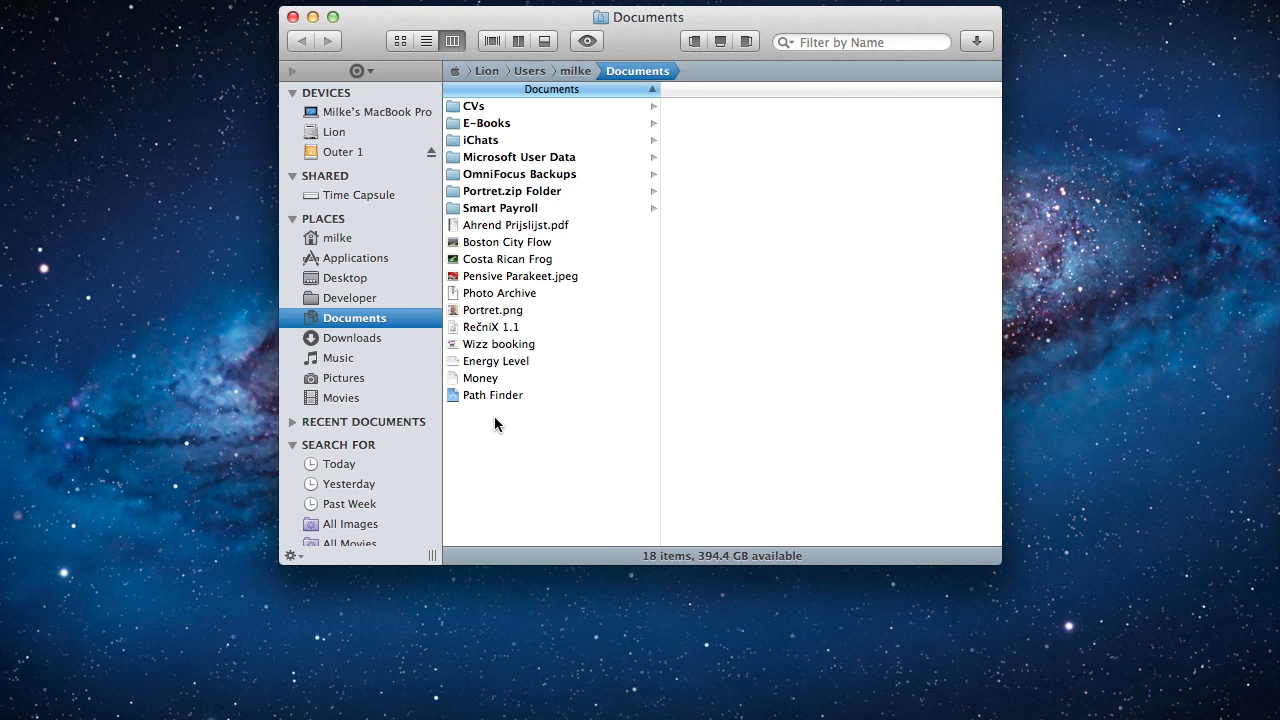 Documents
Filter by Name
Lion Users milke Documents
DEVICES
Milke's MacBook Pro
Lion
Outer 1
SHARED
Time Capsule
PLACES
milke
Applications
Desktop
Developer
Documents
Downloads
Music
Pictures
Movies
RECENT DOCUMENTS
SEARCH FOR
Today
Yesterday
Past Week
All Images
All Movies
Documents
CVs
E-Books
iChats
Microsoft User Data
OmniFocus Backups
Portret.zip Folder
Smart Payroll
Ahrend Prijslijst.pdf
Boston City Flow
Costa Rican Frog
Pensive Parakeet.jpeg
Photo Archive
Portret.png
RečniX 1.1
Wizz booking
Energy Level
Money
Path Finder
18 items, 394.4 GB available